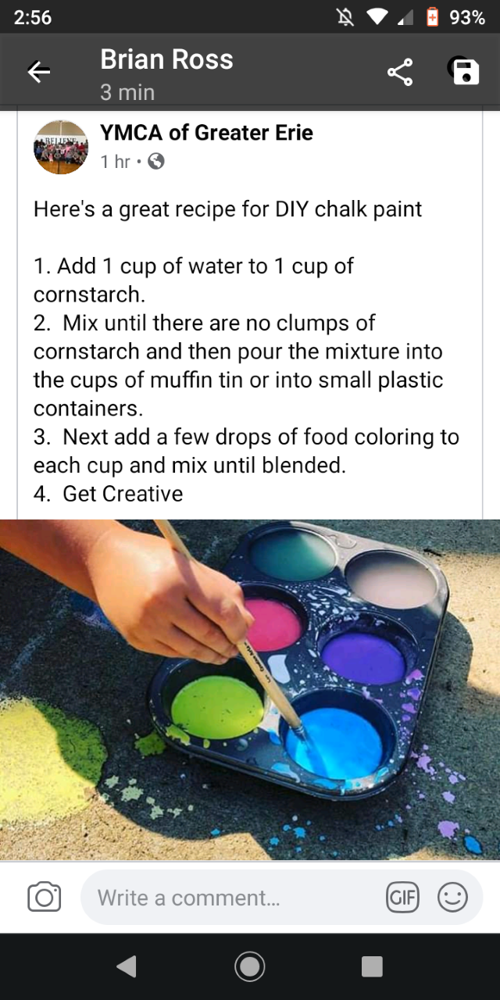 2:56
93%
Brian Ross
3 min
YMCA of Greater Erie
1 hr •
Here's a great recipe for DIY chalk paint
1. Add 1 cup of water to 1 cup of
cornstarch.
2.  Mix until there are no clumps of
cornstarch and then pour the mixture into
the cups of muffin tin or into small plastic
containers.
3.  Next add a few drops of food coloring to
each cup and mix until blended.
4.  Get Creative
Write a comment...
GIF